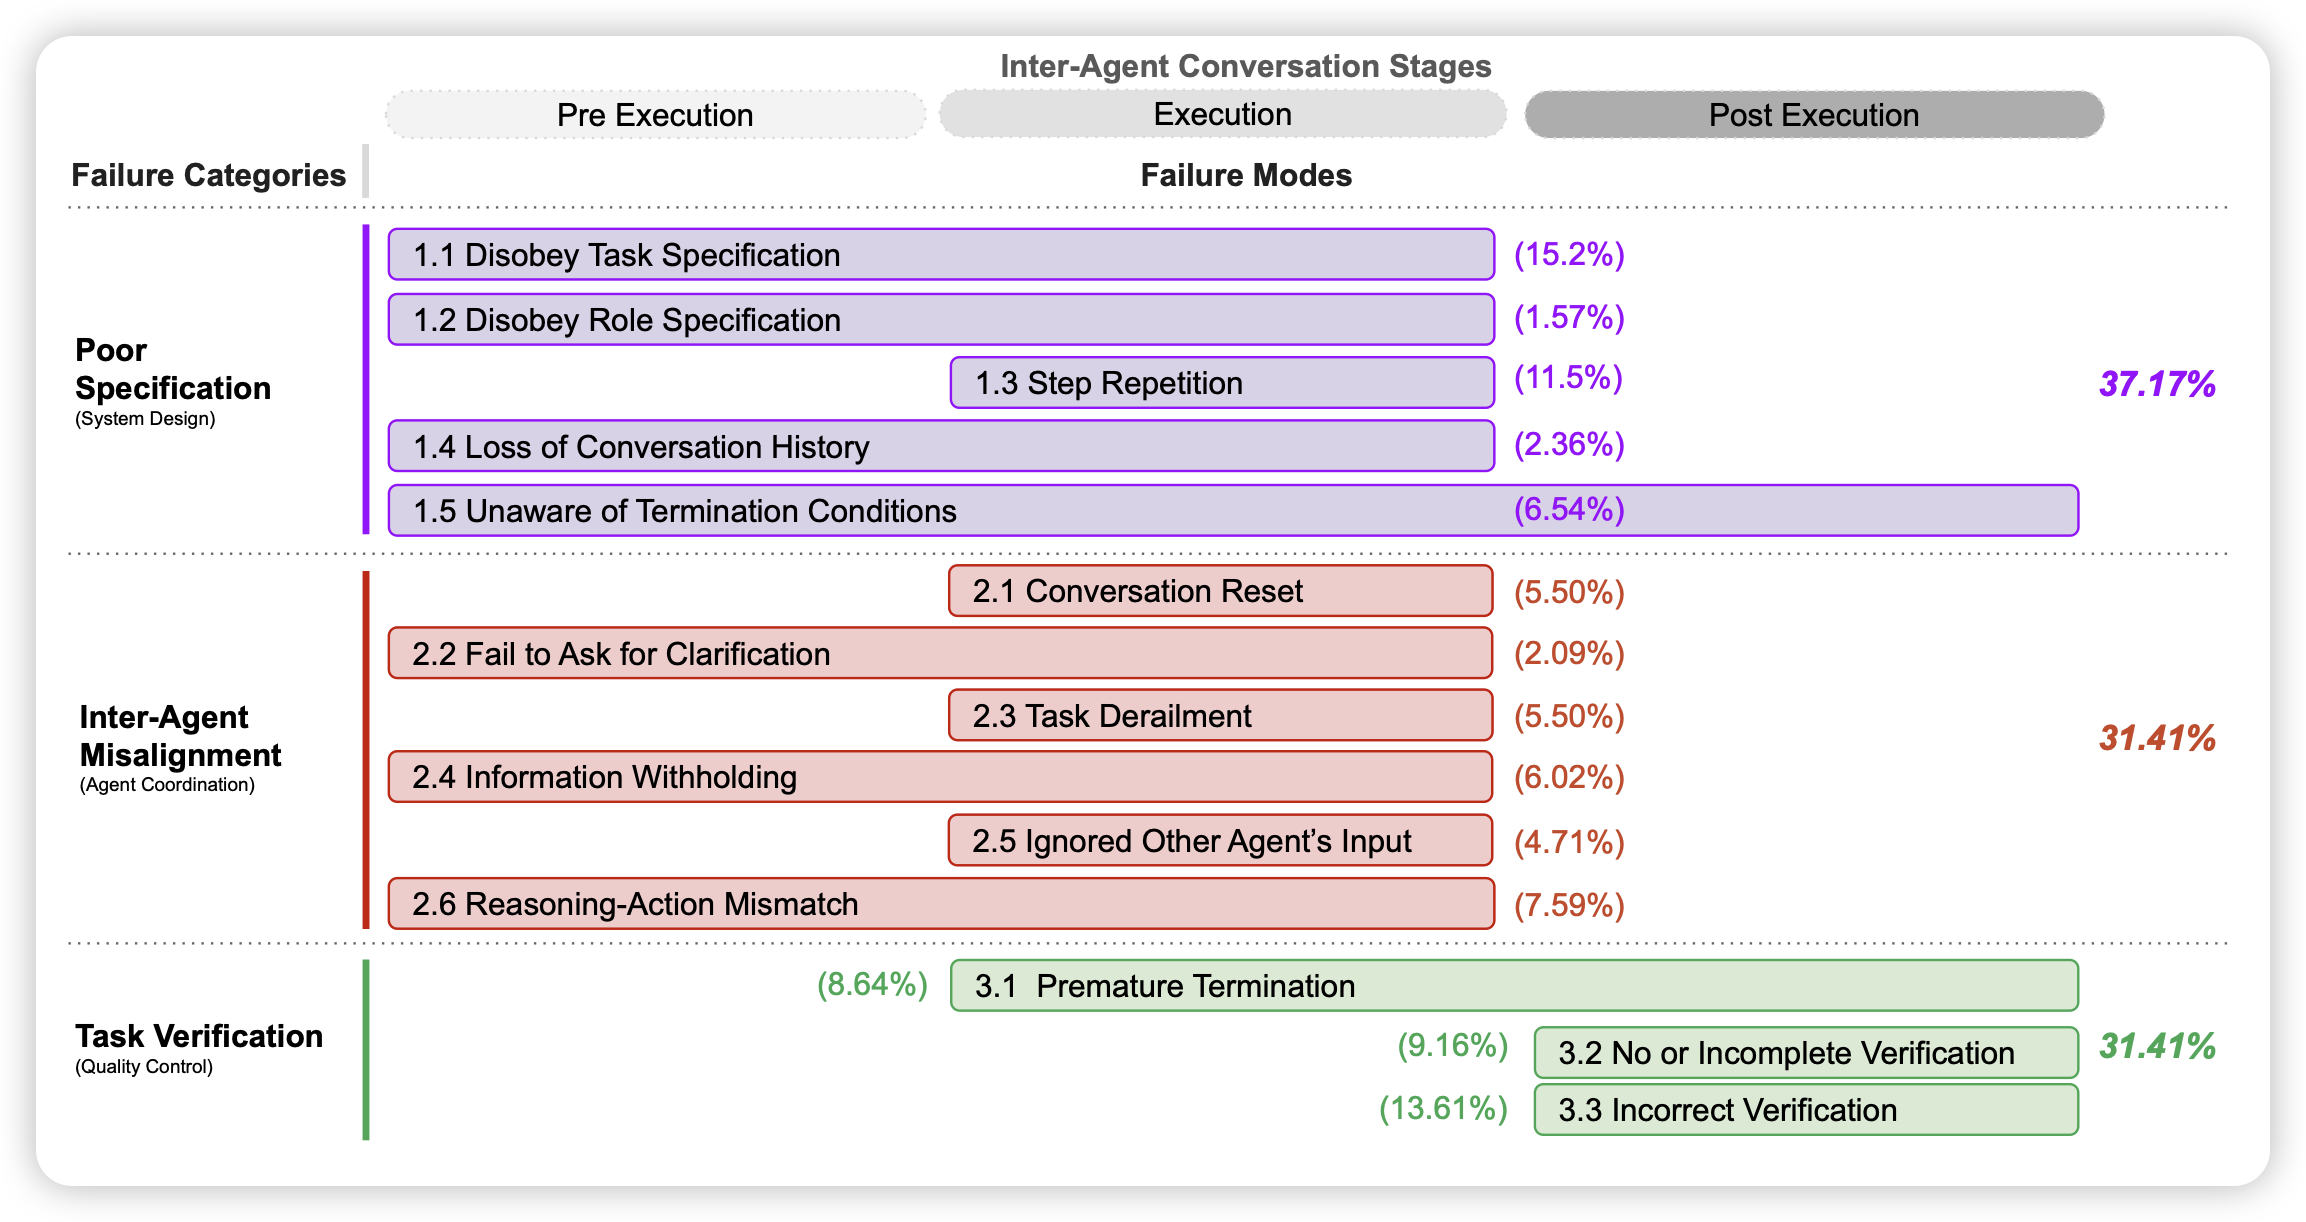 Inter-Agent Conversation Stages
Pre Execution
Execution
Post Execution
Failure Categories
Failure Modes
Poor
Specification
(System Design)
1.1 Disobey Task Specification
(15.2%)
1.2 Disobey Role Specification
(1.57%)
1.3 Step Repetition
(11.5%)
1.4 Loss of Conversation History
(2.36%)
1.5 Unaware of Termination Conditions
(6.54%)
37.17%
Inter-Agent
Misalignment
(Agent Coordination)
2.1 Conversation Reset
(5.50%)
2.2 Fail to Ask for Clarification
(2.09%)
2.3 Task Derailment
(5.50%)
2.4 Information Withholding
(6.02%)
2.5 Ignored Other Agent’s Input
(4.71%)
2.6 Reasoning-Action Mismatch
(7.59%)
31.41%
Task Verification
(Quality Control)
(8.64%)
3.1 Premature Termination
(9.16%)
3.2 No or Incomplete Verification
(13.61%)
3.3 Incorrect Verification
31.41%